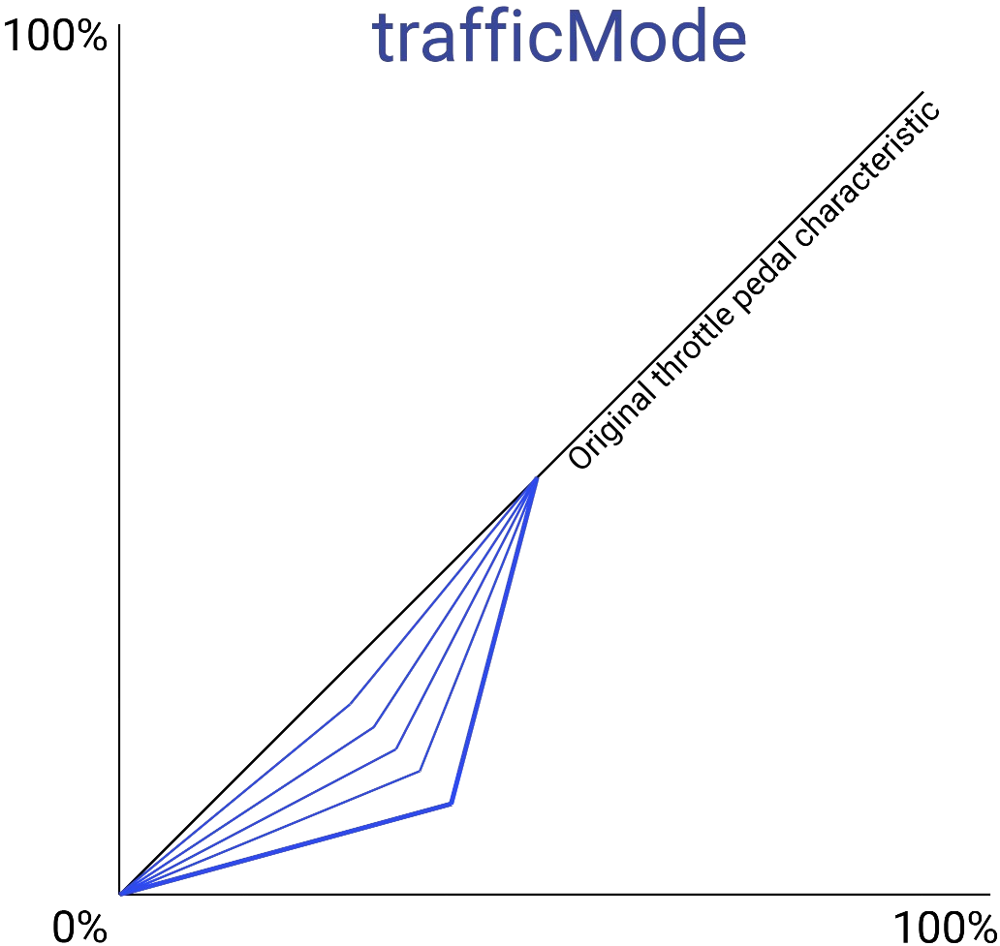 trafficMode
100%
Original throttle pedal characteristic
0%
100%